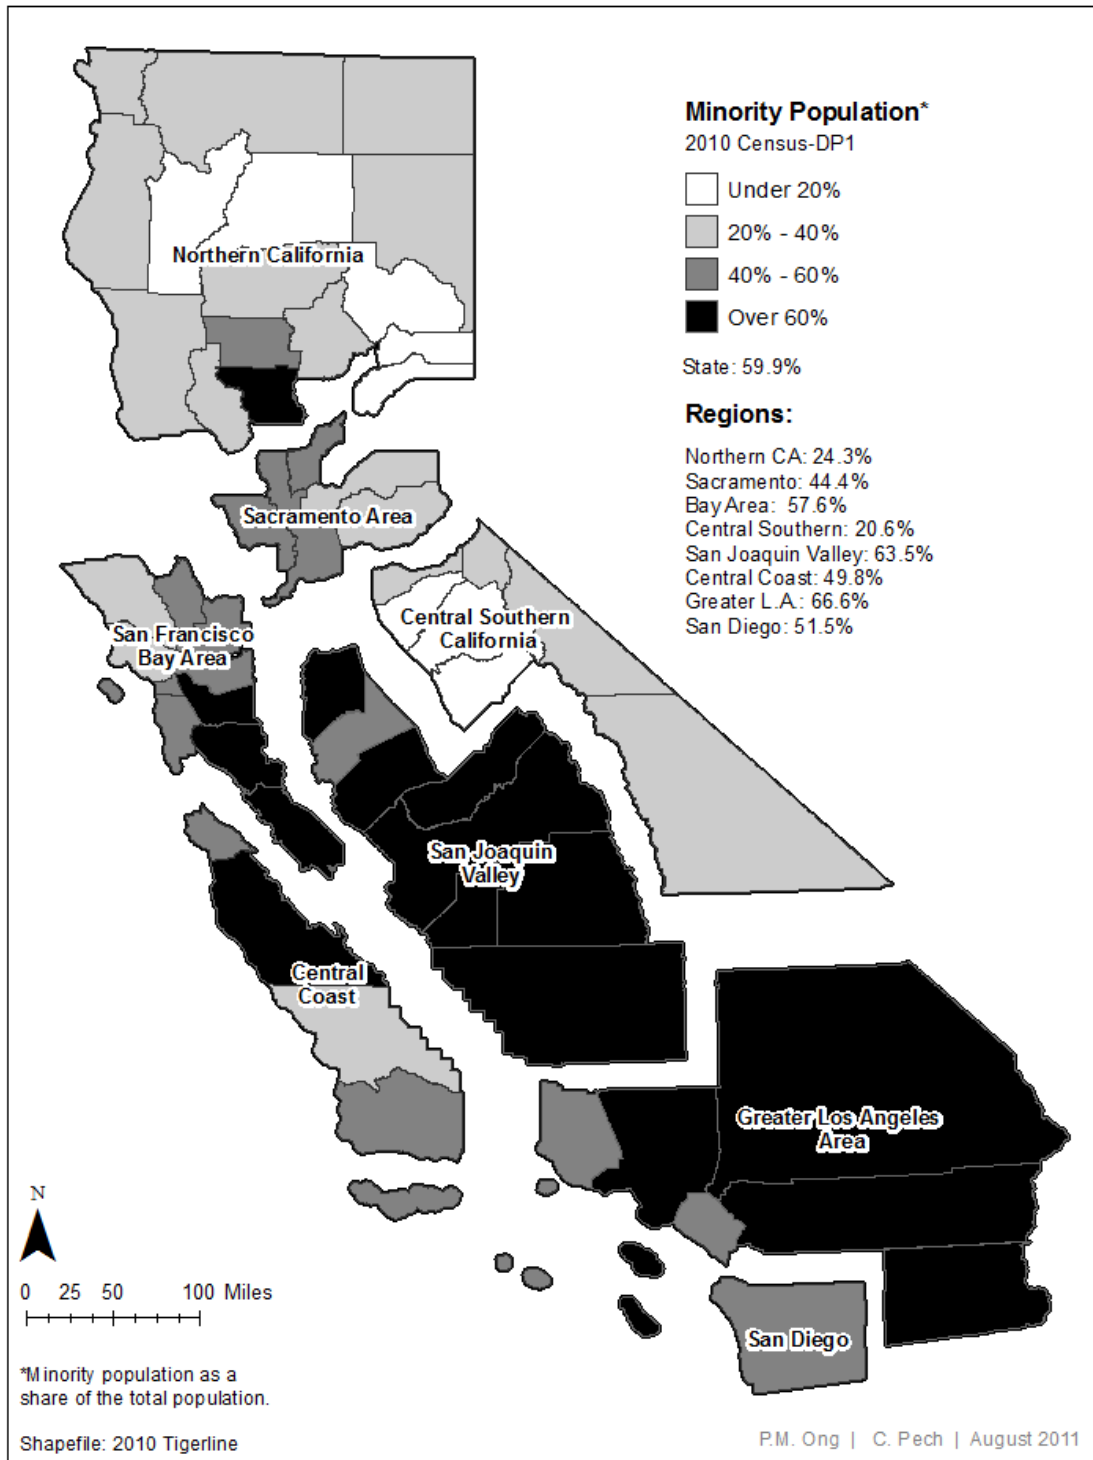 Minority Population*
2010 Census-DP1
Under 20%
20% - 40%
40% - 60%
Over 60%
State: 59.9%
Regions:
Northern CA: 24.3%
Sacramento: 44.4%
Bay Area: 57.6%
Central Southern: 20.6%
San Joaquin Valley: 63.5%
Central Coast: 49.8%
Greater L.A.: 66.6%
San Diego: 51.5%
Northern California
Sacramento Area
San Francisco
Bay Area
Central Southern
California
San Joaquin
Valley
Central
Coast
Greater Los Angeles
Area
San Diego
N
0 25 50 100 Miles
*Minority population as a
share of the total population.
Shapefile: 2010 Tigerline
P.M. Ong | C. Pech | August 2011